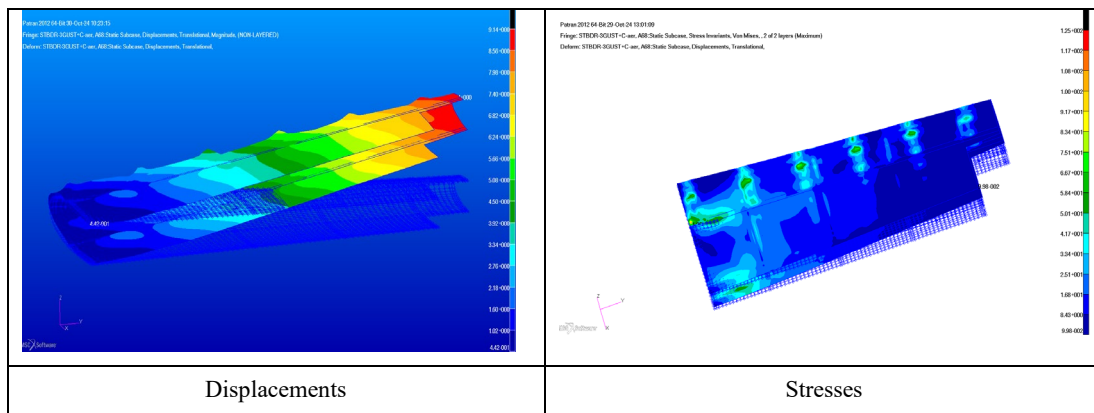 Patran 2012 64-Bit 30-Oct-24 10:23:15
Fringe: STBDR-3GUST+C-aer, A68:Static Subcase, Displacements, Translational, Magnitude, (NON-LAYERED)
Deform: STBDR-3GUST+C-aer, A68:Static Subcase, Displacements, Translational,
9.14+000
8.56+000
7.98+000
7.40+000
6.82+000
6.24+000
5.66+000
5.08+000
4.50+000
3.92+000
3.34+000
2.76+000
2.18+000
1.60+000
1.02+000
4.42-001
4.42-001
Z
Y
X
MSC Software
Displacements
Patran 2012 64-Bit 29-Oct-24 13:01:09
Fringe: STBDR-3GUST+C-aer, A68:Static Subcase, Stress Invariants, Von Mises, , 2 of 2 layers (Maximum)
Deform: STBDR-3GUST+C-aer, A68:Static Subcase, Displacements, Translational,
1.25+002
1.17+002
1.08+002
1.00+002
9.17+001
8.34+001
7.51+001
6.67+001
5.84+001
5.01+001
4.17+001
3.34+001
2.51+001
1.68+001
8.43+000
9.98-002
9.98-002
Z
Y
X
MSC Software
Stresses